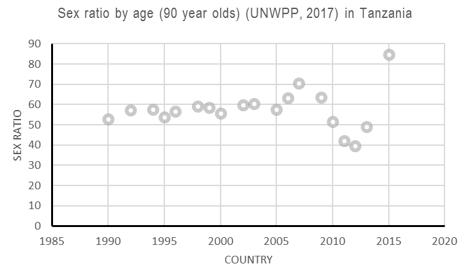 Sex ratio by age (90 year olds) (UNWPP, 2017) in Tanzania
90
80
70
60
50
40
30
20
10
0
SEX RATIO
1985 1990 1995 2000 2005 2010 2015 2020
COUNTRY